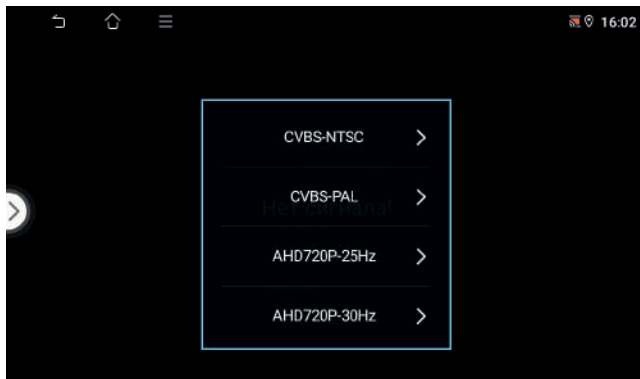 16:02
CVBS-NTSC
CVBS-PAL
Нет сигнала!
AHD720P-25Hz
AHD720P-30Hz